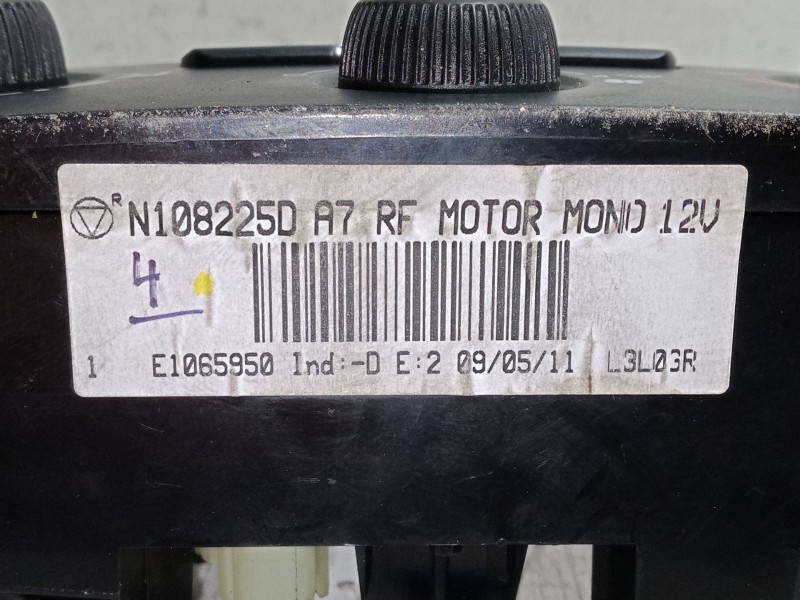 R N108225D A7 RF MOTOR MONO 12V
4
1 E1065950 Ind:-D E:2 09/05/11 L3L03R